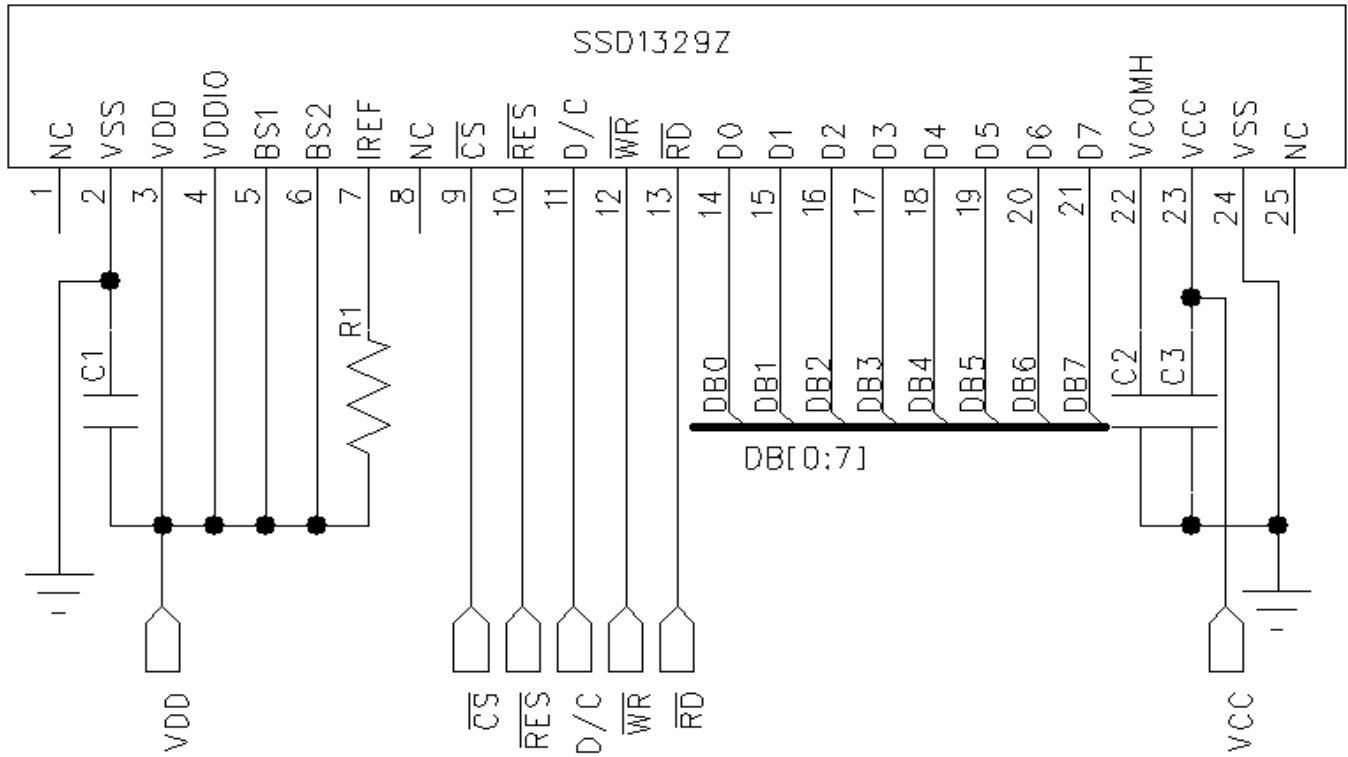 SSD1329Z
NC VSS VDD VDDIO BS1 BS2 IREF NC CS RES D/C WR RD D0 D1 D2 D3 D4 D5 D6 D7 VCOMH VCC VSS NC
1 2 3 4 5 6 7 8 9 10 11 12 13 14 15 16 17 18 19 20 21 22 23 24 25
C1 R1 DB0 DB1 DB2 DB3 DB4 DB5 DB6 DB7 C2 C3
DB[0:7]
VDD CS RES D/C WR RD VCC